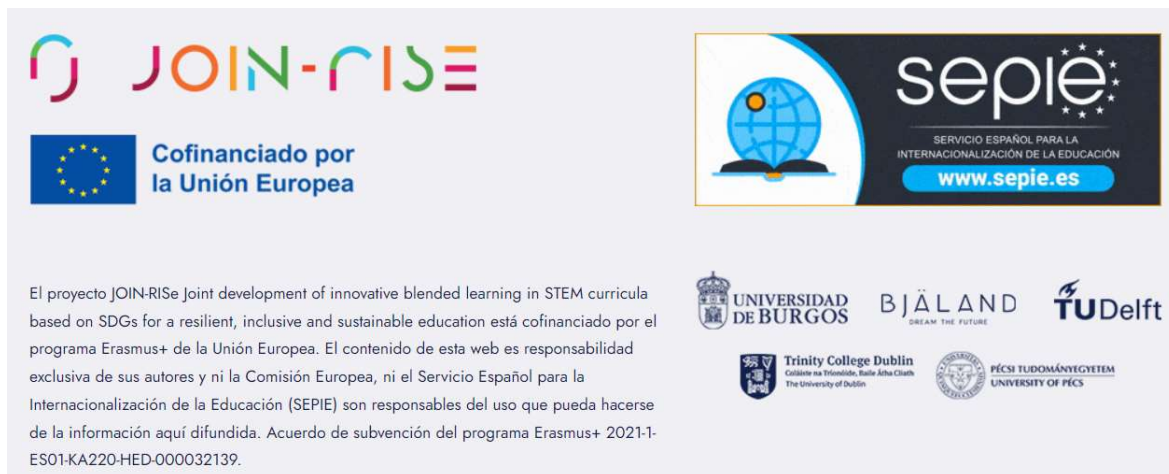 JOIN-RISE
Cofinanciado por
la Unión Europea
El proyecto JOIN-RISe Joint development of innovative blended learning in STEM curricula
based on SDGs for a resilient, inclusive and sustainable education está cofinanciado por el
programa Erasmus+ de la Unión Europea. El contenido de esta web es responsabilidad
exclusiva de sus autores y ni la Comisión Europea, ni el Servicio Español para la
Internacionalización de la Educación (SEPIE) son responsables del uso que pueda hacerse
de la información aquí difundida. Acuerdo de subvención del programa Erasmus+ 2021-1-
ES01-KA220-HED-000032139.
sepie
SERVICIO ESPAÑOL PARA LA
INTERNACIONALIZACIÓN DE LA EDUCACIÓN
www.sepie.es
UNIVERSIDAD
DE BURGOS
BJÄLAND
DREAM THE FUTURE
TUDelft
Trinity College Dublin
Coláiste na Tríonóide, Baile Átha Cliath
The University of Dublin
PÉCSI TUDOMÁNYEGYETEM
UNIVERSITY OF PÉCS